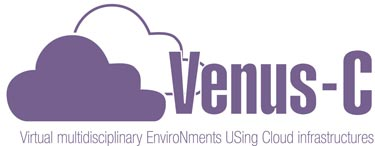 Venus-C
Virtual multidisciplinary EnviroNments USing Cloud infrastructures